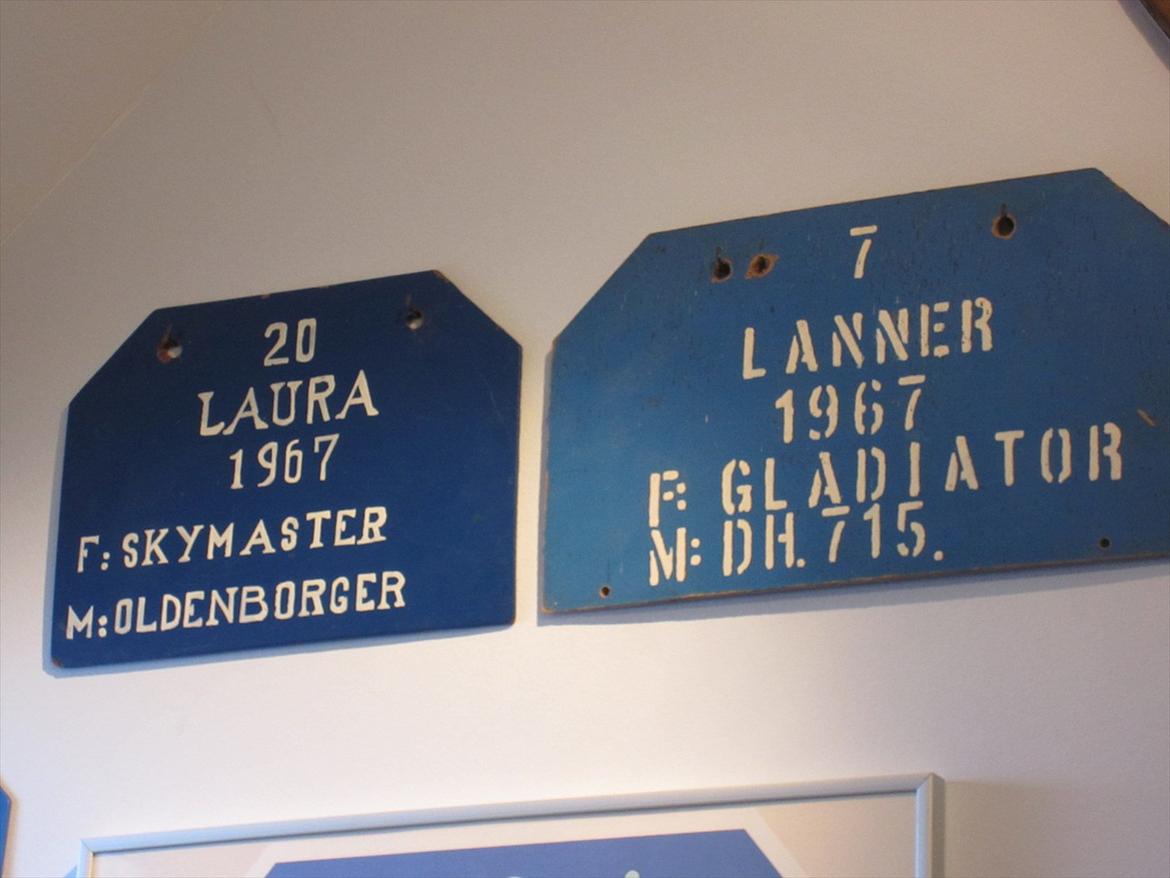 20
LAURA
1967
F: SKYMASTER
M: OLDENBORGER
7
LANNER
1967
F: GLADIATOR
M: DH. 715.